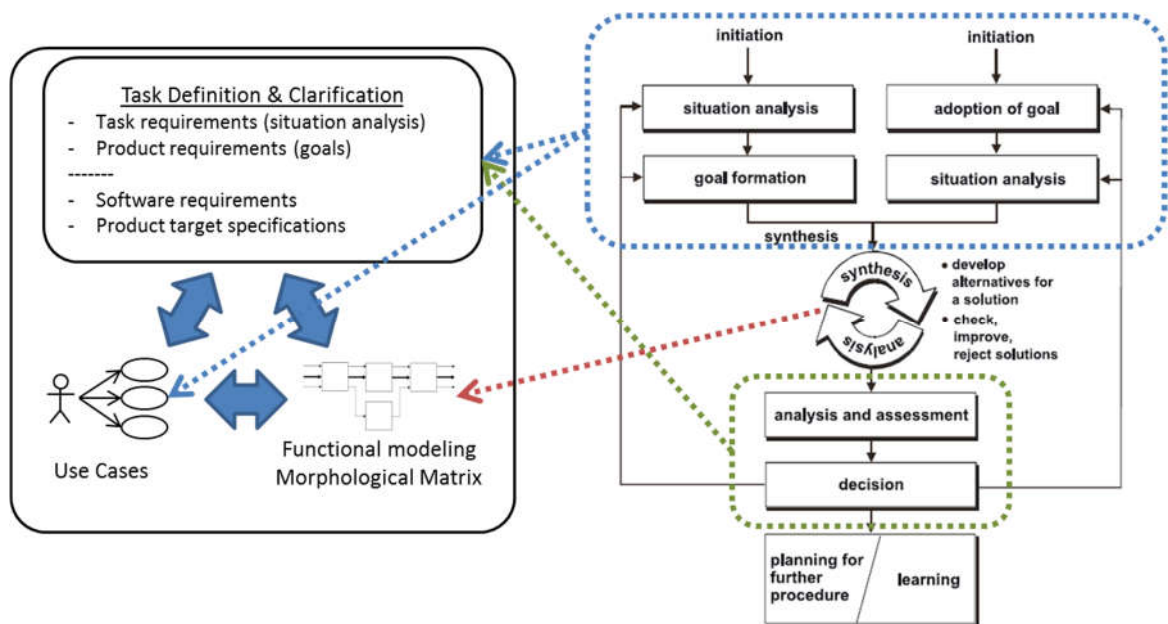 Task Definition & Clarification
- Task requirements (situation analysis)
- Product requirements (goals)
-------
- Software requirements
- Product target specifications
Use Cases
Functional modeling
Morphological Matrix
initiation
initiation
situation analysis
adoption of goal
goal formation
situation analysis
synthesis
synthesis
analysis
• develop
alternatives for
a solution
• check,
improve,
reject solutions
analysis and assessment
decision
planning for
further
procedure
learning